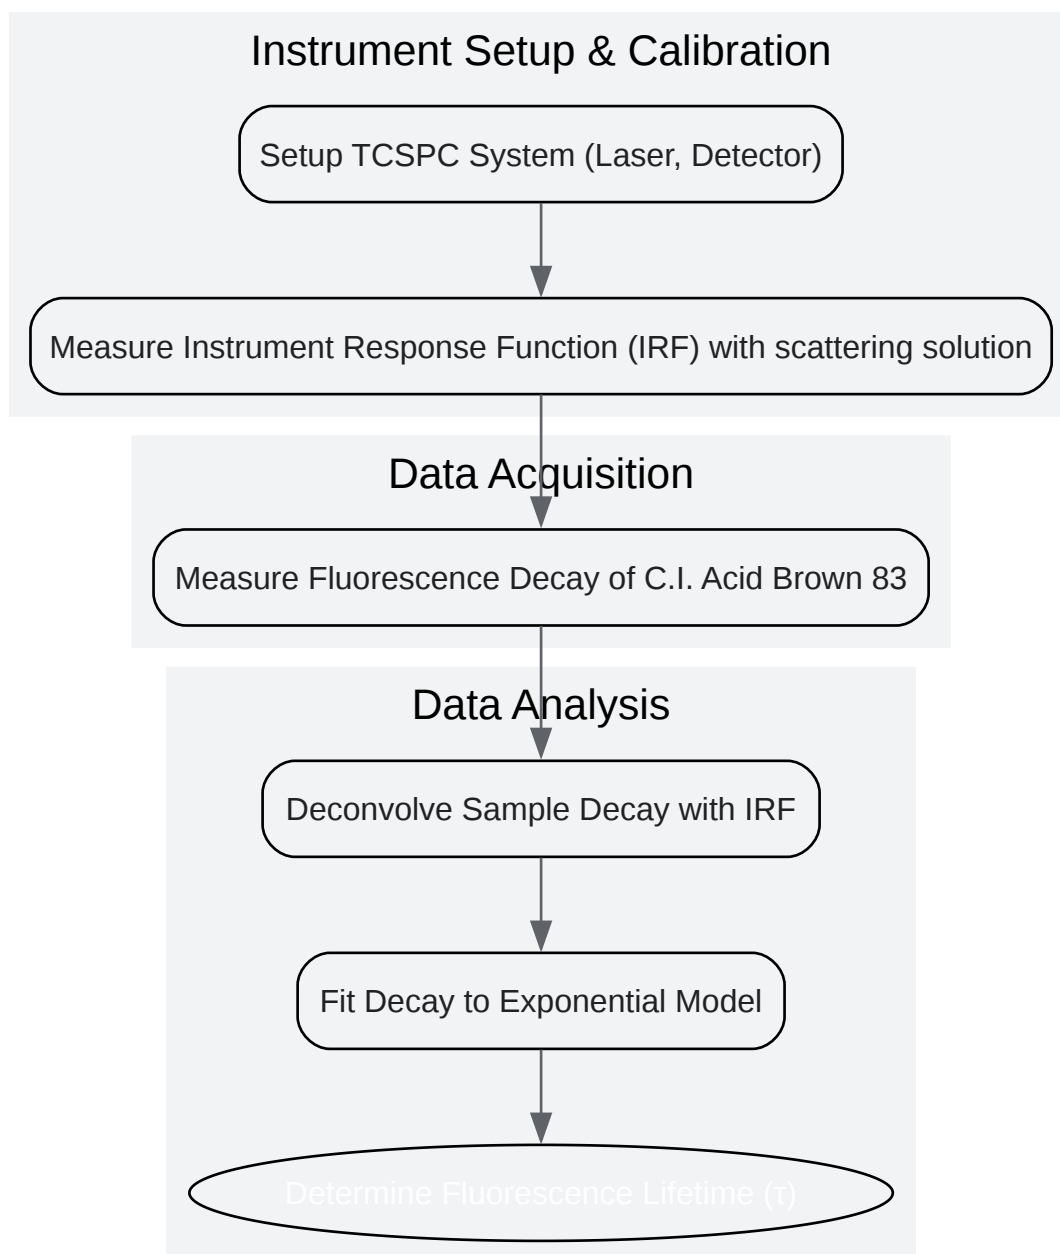 Instrument Setup & Calibration
Setup TCSPC System (Laser, Detector)
Measure Instrument Response Function (IRF) with scattering solution
Data Acquisition
Measure Fluorescence Decay of C.I. Acid Brown 83
Data Analysis
Deconvolve Sample Decay with IRF
Fit Decay to Exponential Model
Determine Fluorescence Lifetime (τ)